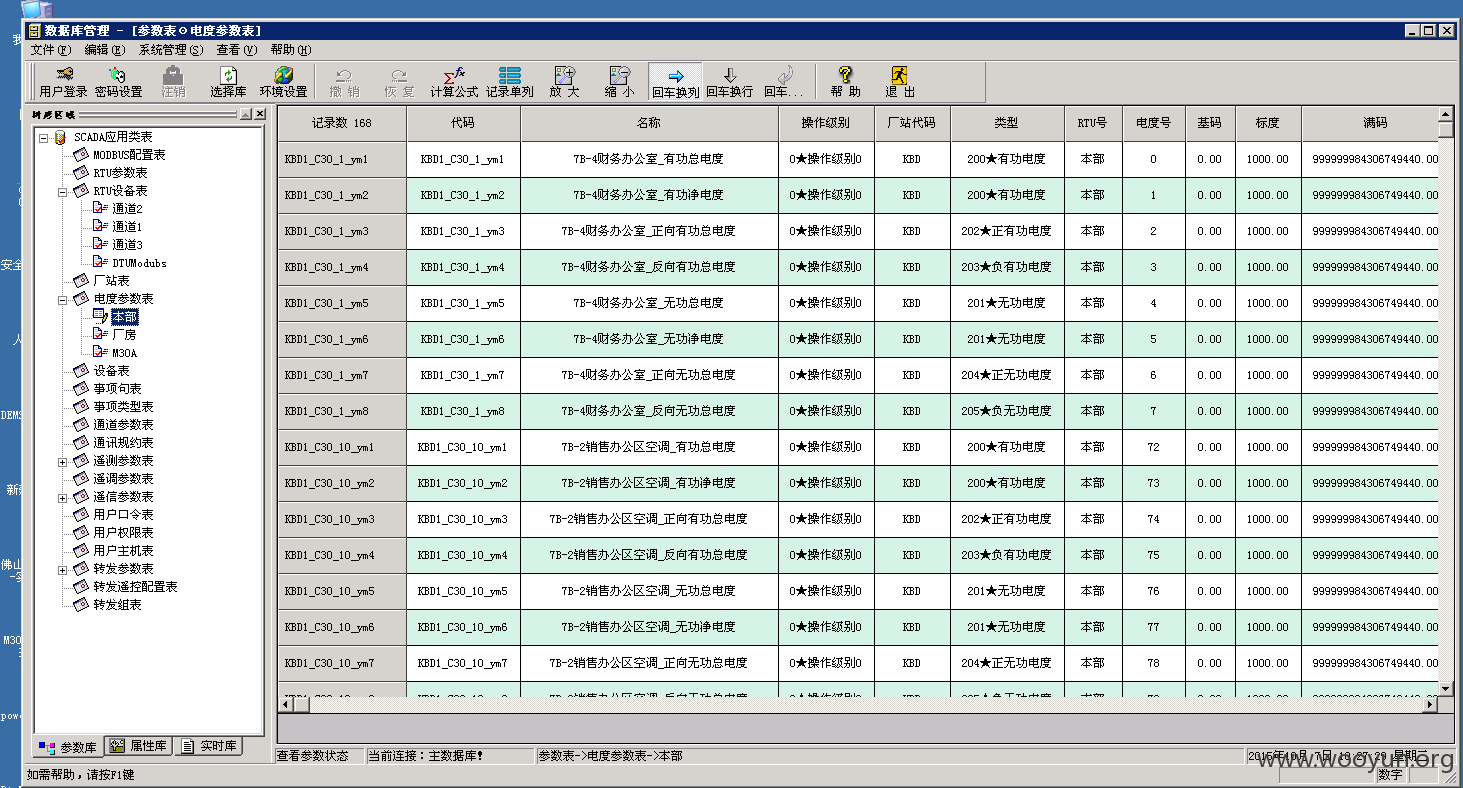 数据库管理 - [参数表⊙电度参数表]
文件(F) 编辑(E) 系统管理(S) 查看(V) 帮助(H)
用户登录 密码设置 注销 选择库 环境设置 撤 销 恢 复 计算公式 记录单列 放 大 缩 小 回车换列 回车换行 回车... 帮 助 退 出
SCADA应用类表
MODBUS配置表
RTU参数表
RTU设备表
通道2
通道1
通道3
DTUModubs
厂站表
电度参数表
本部
厂房
M30A
设备表
事项句表
事项类型表
通道参数表
通讯规约表
遥测参数表
遥调参数表
遥信参数表
用户口令表
用户权限表
用户主机表
转发参数表
转发遥控配置表
转发组表
参数库 属性库 实时库
记录数 168 代码 名称 操作级别 厂站代码 类型 RTU号 电度号 基码 标度 满码
KBD1_C30_1_ym1 KBD1_C30_1_ym1 7B-4财务办公室_有功总电度 0★操作级别0 KBD 200★有功电度 本部 0 0.00 1000.00 999999984306749440.00
KBD1_C30_1_ym2 KBD1_C30_1_ym2 7B-4财务办公室_有功净电度 0★操作级别0 KBD 200★有功电度 本部 1 0.00 1000.00 999999984306749440.00
KBD1_C30_1_ym3 KBD1_C30_1_ym3 7B-4财务办公室_正向有功总电度 0★操作级别0 KBD 202★正有功电度 本部 2 0.00 1000.00 999999984306749440.00
KBD1_C30_1_ym4 KBD1_C30_1_ym4 7B-4财务办公室_反向有功总电度 0★操作级别0 KBD 203★负有功电度 本部 3 0.00 1000.00 999999984306749440.00
KBD1_C30_1_ym5 KBD1_C30_1_ym5 7B-4财务办公室_无功总电度 0★操作级别0 KBD 201★无功电度 本部 4 0.00 1000.00 999999984306749440.00
KBD1_C30_1_ym6 KBD1_C30_1_ym6 7B-4财务办公室_无功净电度 0★操作级别0 KBD 201★无功电度 本部 5 0.00 1000.00 999999984306749440.00
KBD1_C30_1_ym7 KBD1_C30_1_ym7 7B-4财务办公室_正向无功总电度 0★操作级别0 KBD 204★正无功电度 本部 6 0.00 1000.00 999999984306749440.00
KBD1_C30_1_ym8 KBD1_C30_1_ym8 7B-4财务办公室_反向无功总电度 0★操作级别0 KBD 205★负无功电度 本部 7 0.00 1000.00 999999984306749440.00
KBD1_C30_10_ym1 KBD1_C30_10_ym1 7B-2销售办公区空调_有功总电度 0★操作级别0 KBD 200★有功电度 本部 72 0.00 1000.00 999999984306749440.00
KBD1_C30_10_ym2 KBD1_C30_10_ym2 7B-2销售办公区空调_有功净电度 0★操作级别0 KBD 200★有功电度 本部 73 0.00 1000.00 999999984306749440.00
KBD1_C30_10_ym3 KBD1_C30_10_ym3 7B-2销售办公区空调_正向有功总电度 0★操作级别0 KBD 202★正有功电度 本部 74 0.00 1000.00 999999984306749440.00
KBD1_C30_10_ym4 KBD1_C30_10_ym4 7B-2销售办公区空调_反向有功总电度 0★操作级别0 KBD 203★负有功电度 本部 75 0.00 1000.00 999999984306749440.00
KBD1_C30_10_ym5 KBD1_C30_10_ym5 7B-2销售办公区空调_无功总电度 0★操作级别0 KBD 201★无功电度 本部 76 0.00 1000.00 999999984306749440.00
KBD1_C30_10_ym6 KBD1_C30_10_ym6 7B-2销售办公区空调_无功净电度 0★操作级别0 KBD 201★无功电度 本部 77 0.00 1000.00 999999984306749440.00
KBD1_C30_10_ym7 KBD1_C30_10_ym7 7B-2销售办公区空调_正向无功总电度 0★操作级别0 KBD 204★正无功电度 本部 78 0.00 1000.00 999999984306749440.00
查看参数状态 当前连接：主数据库! 参数表->电度参数表->本部 2015年10月 7日
www.wooyun.org
如需帮助，请按F1键 数字
安全
DEMS
佛山